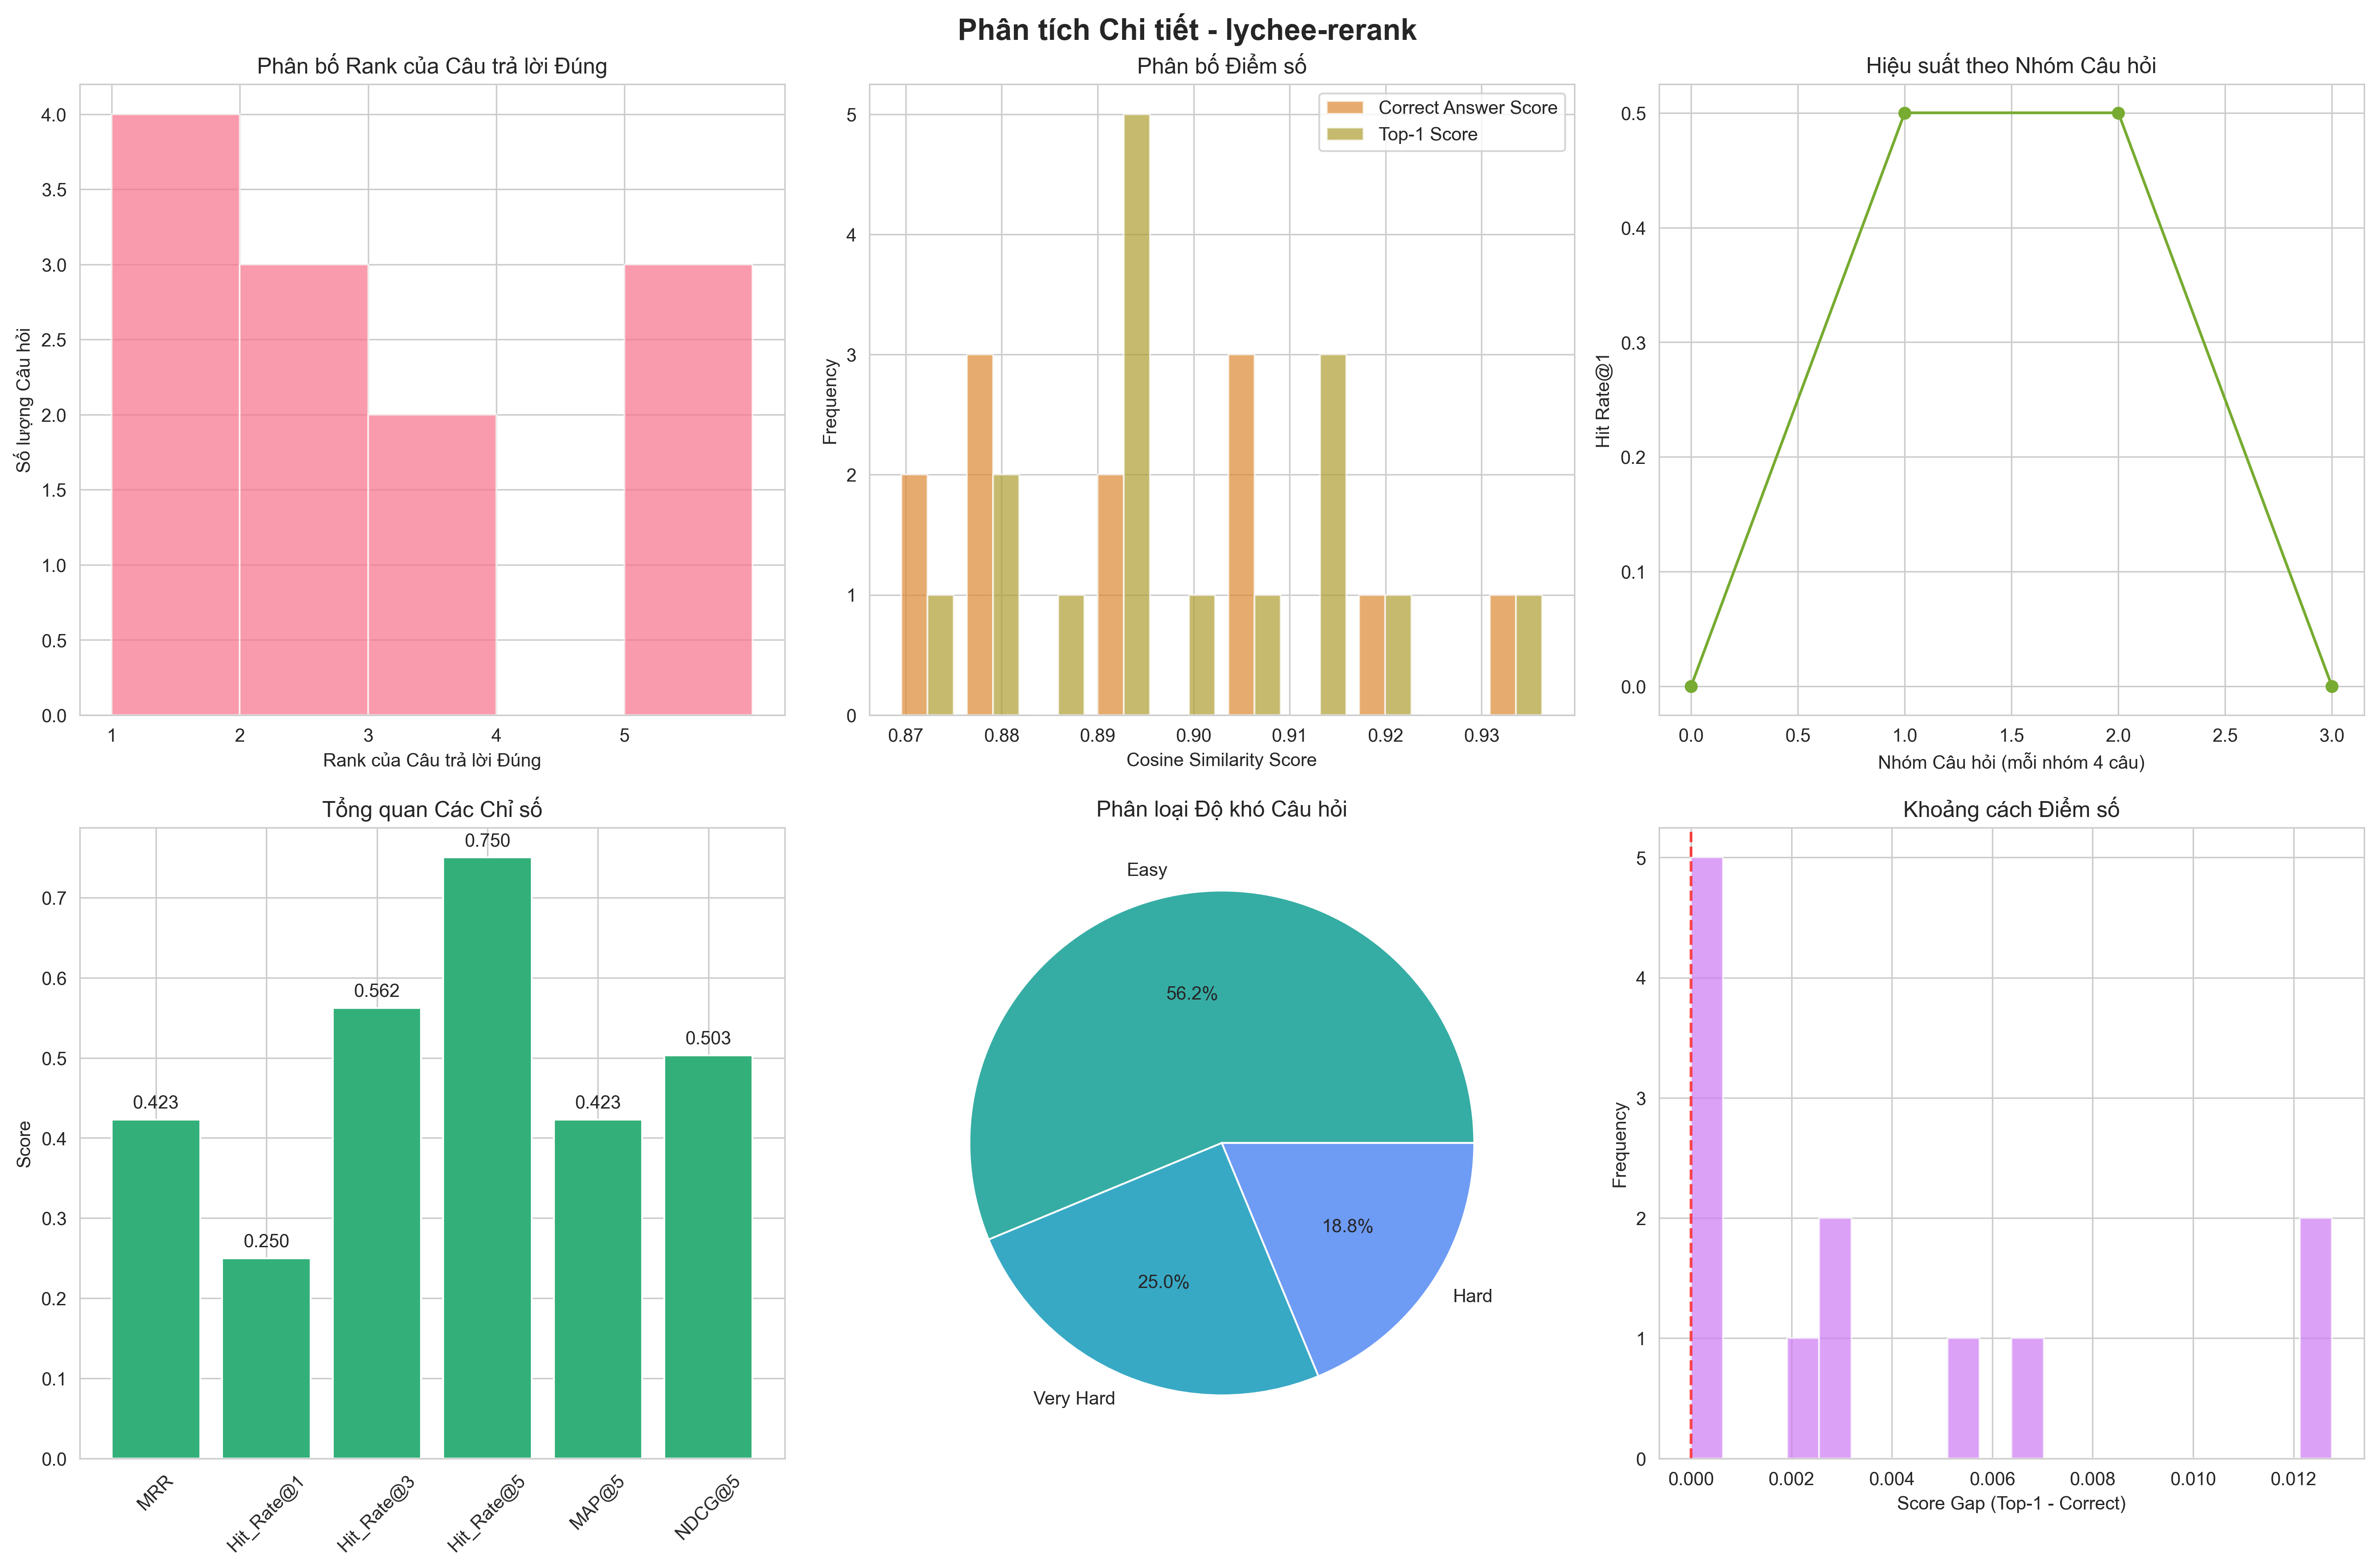 Phân tích Chi tiết - lychee-rerank
Phân bố Rank của Câu trả lời Đúng
4.0
3.5
3.0
2.5
2.0
1.5
1.0
0.5
0.0
Số lượng Câu hỏi
1 2 3 4 5
Rank của Câu trả lời Đúng
Phân bố Điểm số
Correct Answer Score
Top-1 Score
5
4
3
2
1
0
Frequency
0.87 0.88 0.89 0.90 0.91 0.92 0.93
Cosine Similarity Score
Hiệu suất theo Nhóm Câu hỏi
0.5
0.4
0.3
0.2
0.1
0.0
Hit Rate@1
0.0 0.5 1.0 1.5 2.0 2.5 3.0
Nhóm Câu hỏi (mỗi nhóm 4 câu)
Tổng quan Các Chỉ số
0.7
0.6
0.5
0.4
0.3
0.2
0.1
0.0
Score
0.423
0.250
0.562
0.750
0.423
0.503
MRR
Hit_Rate@1
Hit_Rate@3
Hit_Rate@5
MAP@5
NDCG@5
Phân loại Độ khó Câu hỏi
Easy
56.2%
25.0%
18.8%
Very Hard
Hard
Khoảng cách Điểm số
5
4
3
2
1
0
Frequency
0.000 0.002 0.004 0.006 0.008 0.010 0.012
Score Gap (Top-1 - Correct)